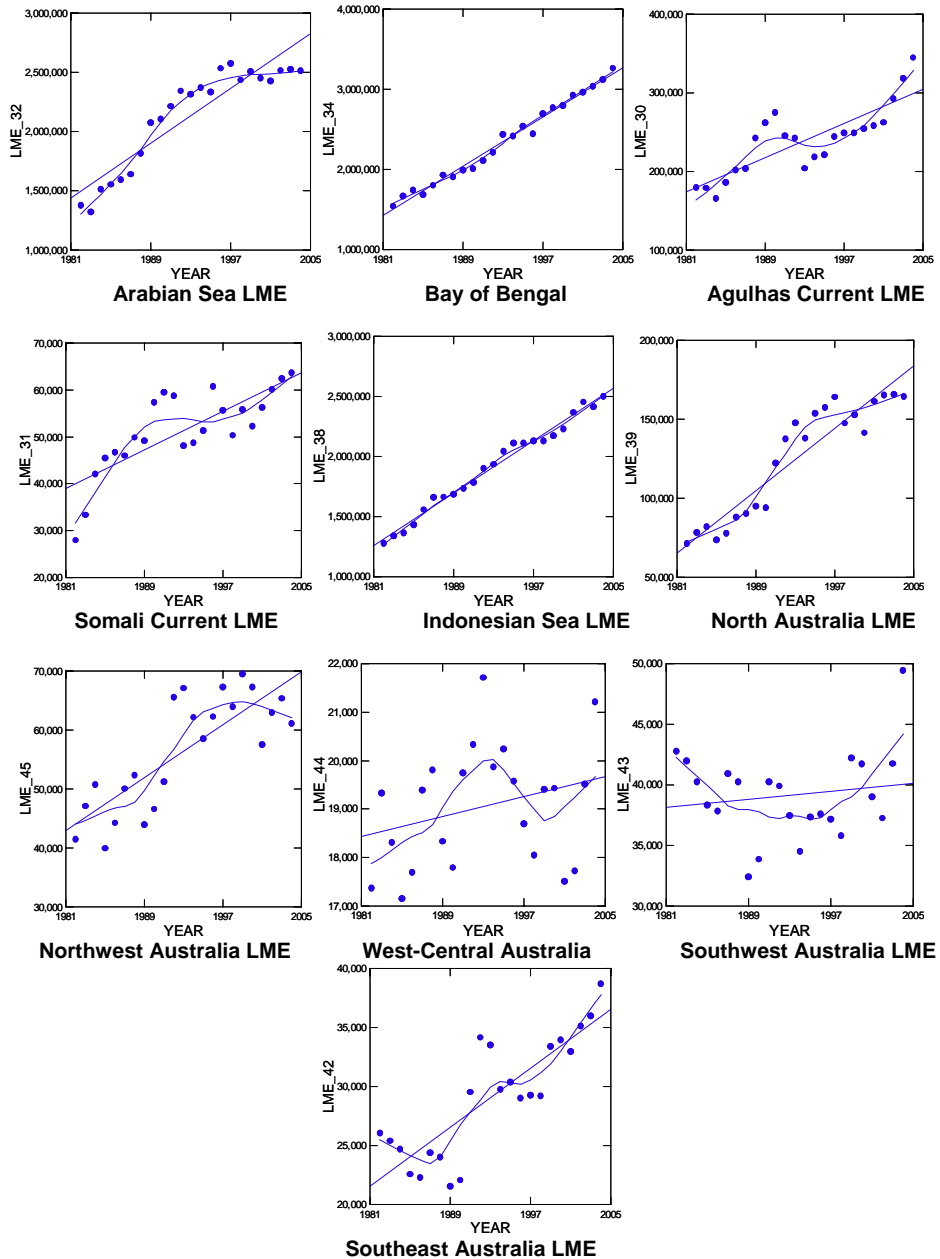 3,000,000
2,500,000
2,000,000
1,500,000
1,000,000
LME_32
1981 1989 1997 2005
YEAR
Arabian Sea LME
4,000,000
3,000,000
2,000,000
1,000,000
LME_34
1981 1989 1997 2005
YEAR
Bay of Bengal
400,000
300,000
200,000
100,000
LME_30
1981 1989 1997 2005
YEAR
Agulhas Current LME
70,000
60,000
50,000
40,000
30,000
20,000
LME_31
1981 1989 1997 2005
YEAR
Somali Current LME
3,000,000
2,500,000
2,000,000
1,500,000
1,000,000
LME_38
1981 1989 1997 2005
YEAR
Indonesian Sea LME
200,000
150,000
100,000
50,000
LME_39
1981 1989 1997 2005
YEAR
North Australia LME
70,000
60,000
50,000
40,000
30,000
LME_45
1981 1989 1997 2005
YEAR
Northwest Australia LME
22,000
21,000
20,000
19,000
18,000
17,000
LME_44
1981 1989 1997 2005
YEAR
West-Central Australia
50,000
45,000
40,000
35,000
30,000
LME_43
1981 1989 1997 2005
YEAR
Southwest Australia LME
40,000
35,000
30,000
25,000
20,000
LME_42
1981 1989 1997 2005
YEAR
Southeast Australia LME